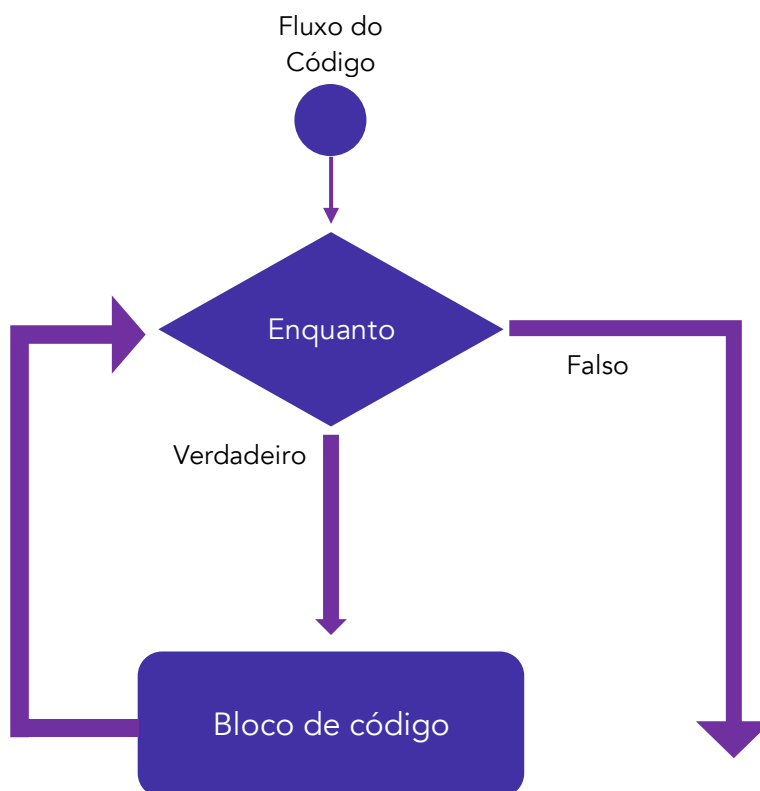 Fluxo do
Código
Enquanto
Falso
Verdadeiro
Bloco de código